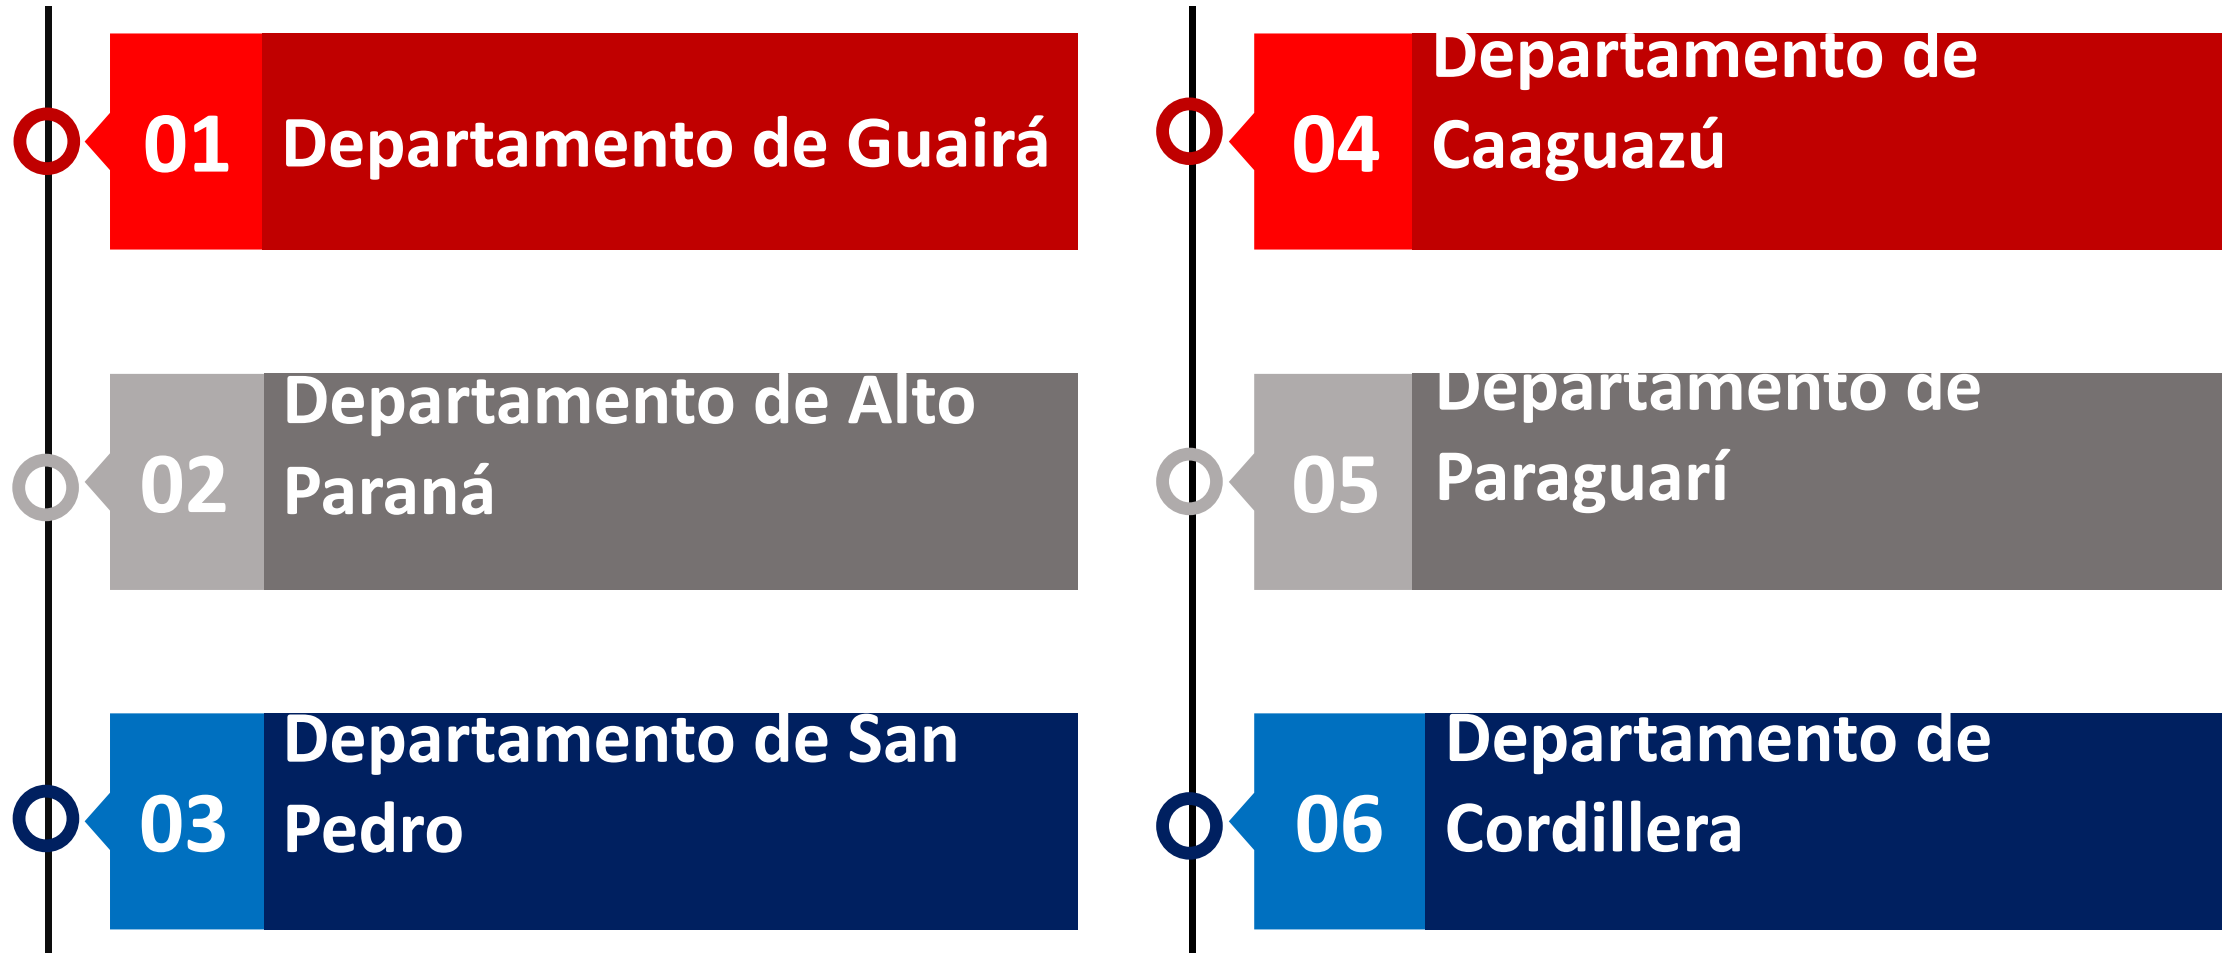 01
Departamento de Guairá
02
Departamento de Alto
Paraná
03
Departamento de San
Pedro
04
Departamento de
Caaguazú
05
Departamento de
Paraguarí
06
Departamento de
Cordillera